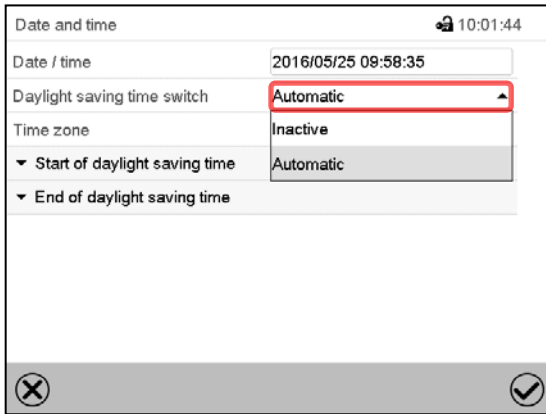 Date and time 10:01:44
Date / time 2016/05/25 09:58:35
Daylight saving time switch Automatic
Time zone Inactive
Start of daylight saving time Automatic
End of daylight saving time